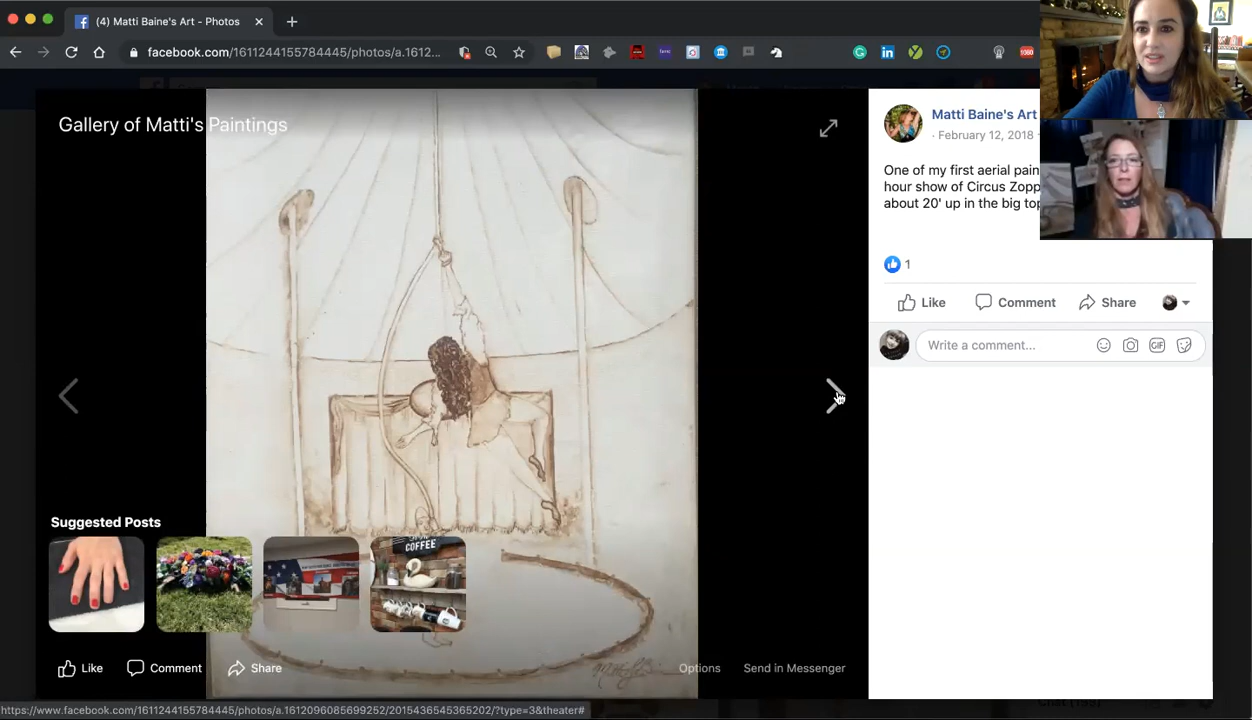 (4) Matti Baine's Art - Photos
facebook.com/1611244155784445/photos/a.1612...
Gallery of Matti's Paintings
Matti Baine's Art
· February 12, 2018 ·
One of my first aerial pain
hour show of Circus Zopp
about 20' up in the big top
1
Like Comment Share
Write a comment...
GIF
Suggested Posts
COFFEE
Like Comment Share
Options Send in Messenger
https://www.facebook.com/1611244155784445/photos/a.1612096085699252/2015436545365202/?type=3&theater#